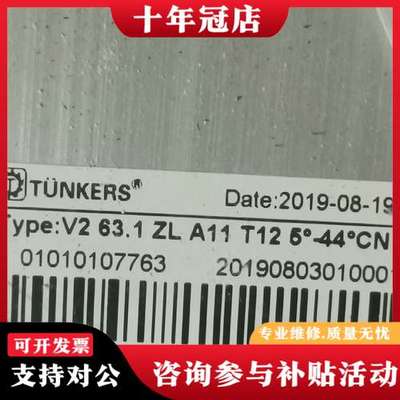 十年冠店
TÜNKERS®
Date:2019-08-19
Type:V2 63.1 ZL A11 T12 5°-44°CN
01010107763
2019080301000
专业维修.质量无忧
可开发票
支持对公
咨询参与补贴活动